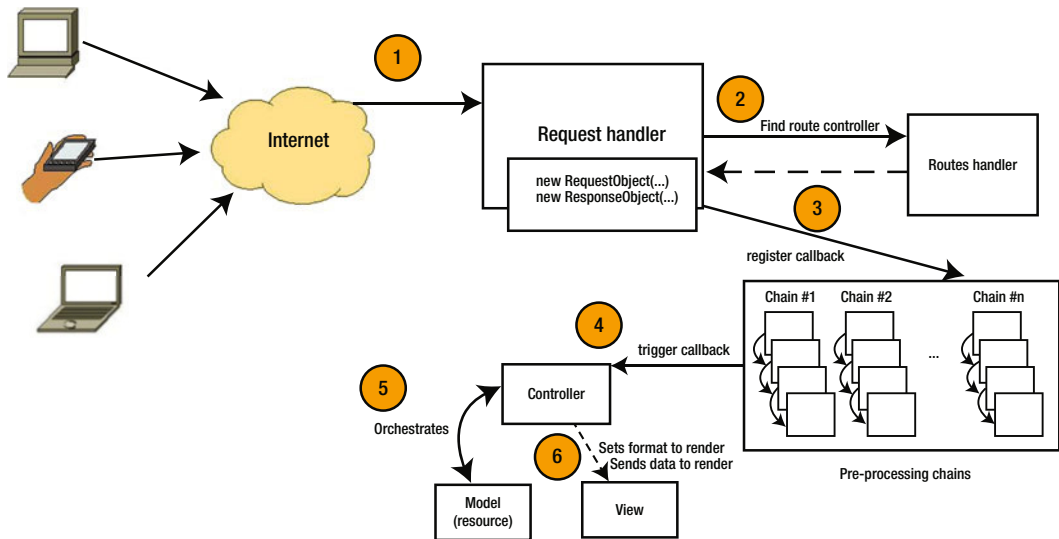 1
Internet
Request handler
new RequestObject(...)
new ResponseObject(...)
2
Find route controller
Routes handler
3
register callback
Chain #1
Chain #2
Chain #n
...
Pre-processing chains
4
trigger callback
Controller
5
Orchestrates
6
Sets format to render
Sends data to render
Model
(resource)
View